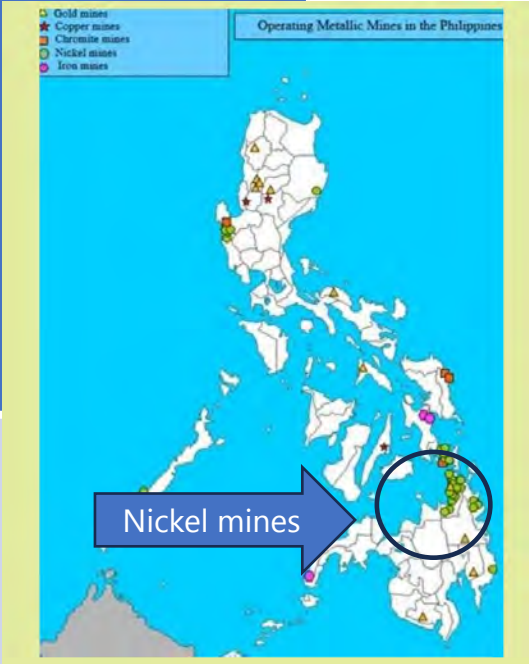 Gold mines
Copper mines
Chromite mines
Nickel mines
Iron mines
Operating Metallic Mines in the Philippines
Nickel mines